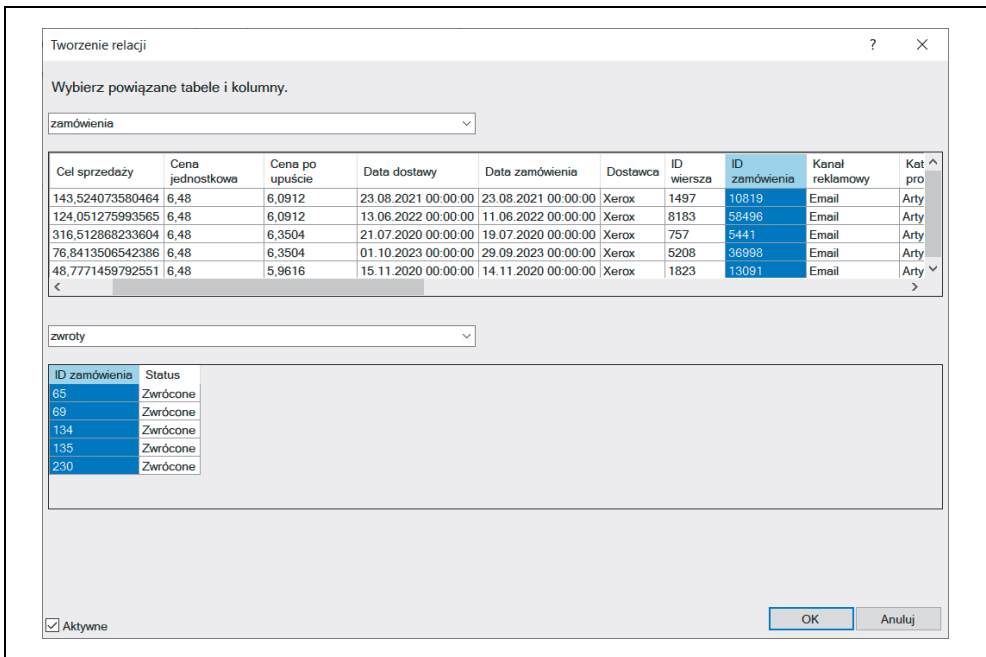 Tworzenie relacji ? ×
Wybierz powiązane tabele i kolumny.
zamówienia
Cel sprzedaży Cena jednostkowa Cena po upuście Data dostawy Data zamówienia Dostawca ID wiersza ID zamówienia Kanał reklamowy Kat pro
143,524073580464 6,48 6,0912 23.08.2021 00:00:00 23.08.2021 00:00:00 Xerox 1497 10819 Email Arty
124,051275993565 6,48 6,0912 13.06.2022 00:00:00 11.06.2022 00:00:00 Xerox 8183 58496 Email Arty
316,512868233604 6,48 6,3504 21.07.2020 00:00:00 19.07.2020 00:00:00 Xerox 757 5441 Email Arty
76,8413506542386 6,48 6,3504 01.10.2023 00:00:00 29.09.2023 00:00:00 Xerox 5208 36998 Email Arty
48,7771459792551 6,48 5,9616 15.11.2020 00:00:00 14.11.2020 00:00:00 Xerox 1823 13091 Email Arty
zwroty
ID zamówienia Status
65 Zwrócone
69 Zwrócone
134 Zwrócone
135 Zwrócone
230 Zwrócone
Aktywne OK Anuluj